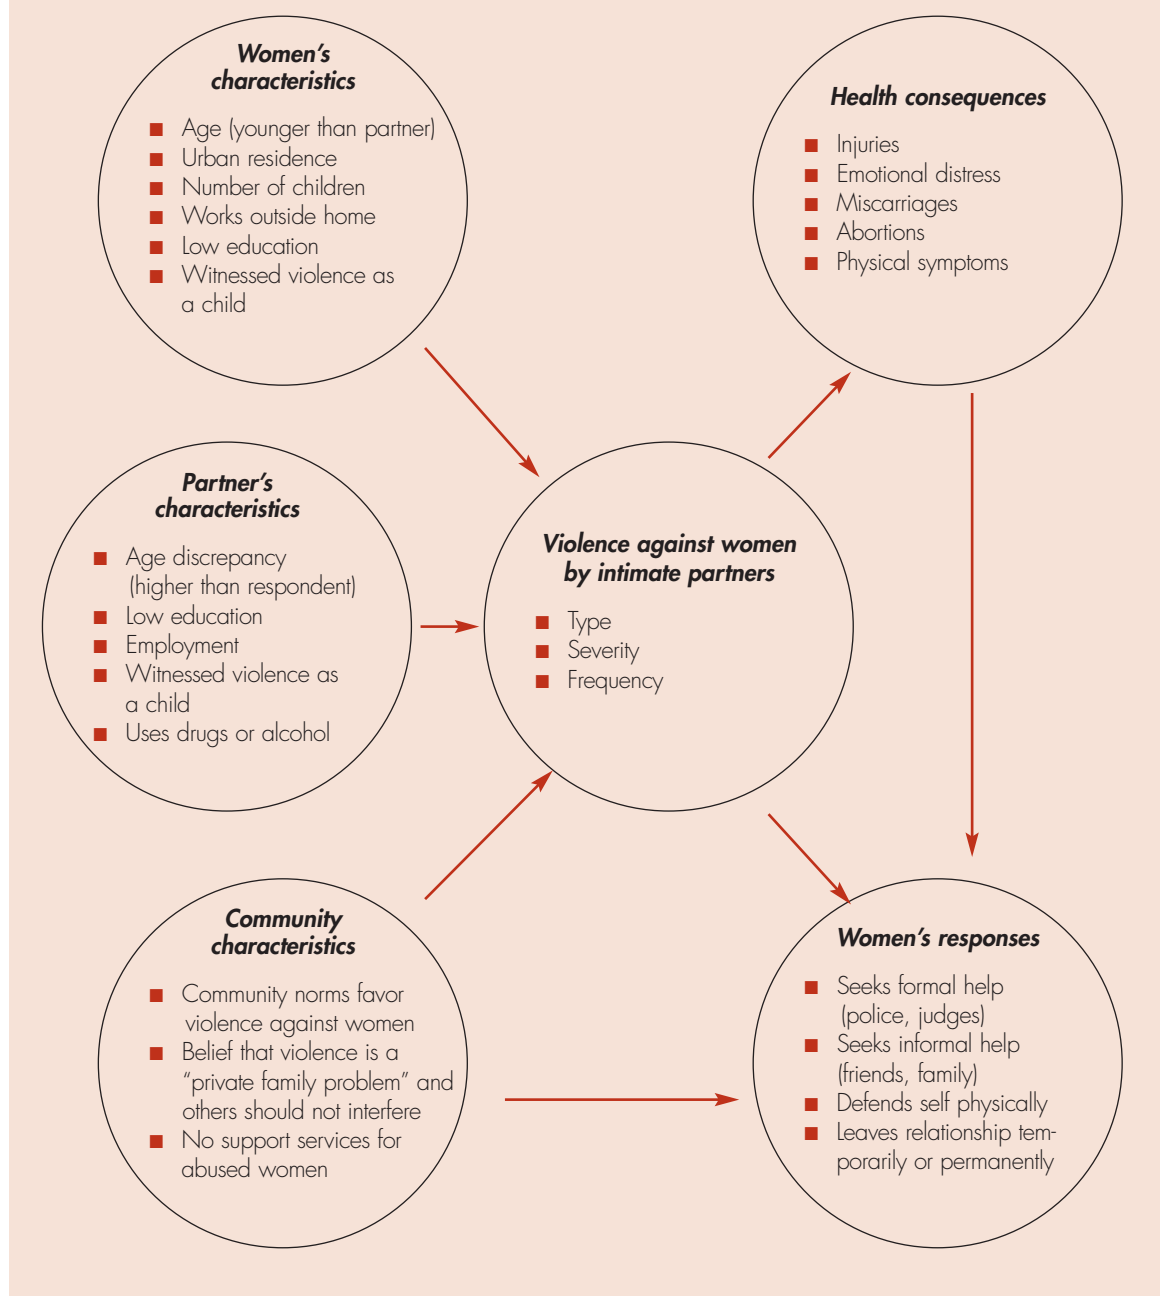 Women's
characteristics
■ Age (younger than partner)
■ Urban residence
■ Number of children
■ Works outside home
■ Low education
■ Witnessed violence as
a child
Health consequences
■ Injuries
■ Emotional distress
■ Miscarriages
■ Abortions
■ Physical symptoms
Partner's
characteristics
■ Age discrepancy
(higher than respondent)
■ Low education
■ Employment
■ Witnessed violence as
a child
■ Uses drugs or alcohol
Violence against women
by intimate partners
■ Type
■ Severity
■ Frequency
Community
characteristics
■ Community norms favor
violence against women
■ Belief that violence is a
“private family problem” and
others should not interfere
■ No support services for
abused women
Women's responses
■ Seeks formal help
(police, judges)
■ Seeks informal help
(friends, family)
■ Defends self physically
■ Leaves relationship tem-
porarily or permanently